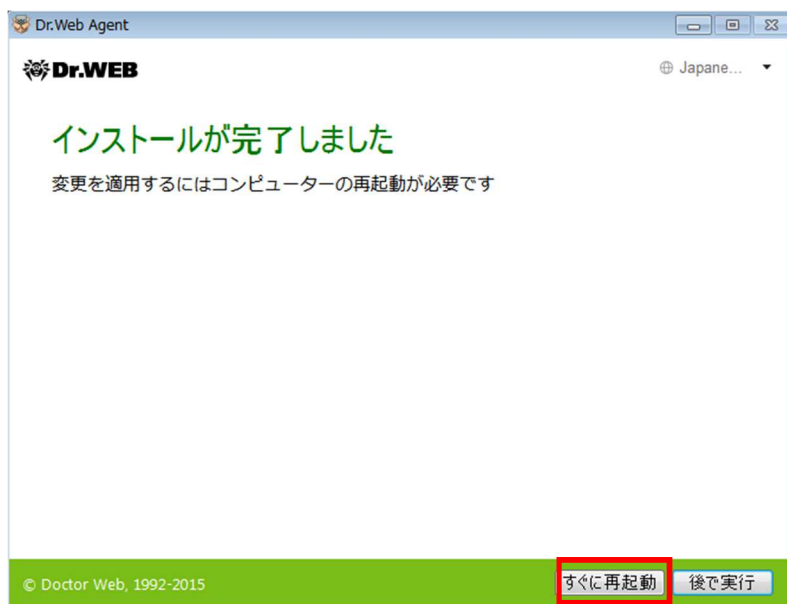 Dr.Web Agent
Dr.WEB
Japane...
インストールが完了しました
変更を適用するにはコンピューターの再起動が必要です
© Doctor Web, 1992-2015
すぐに再起動
後で実行